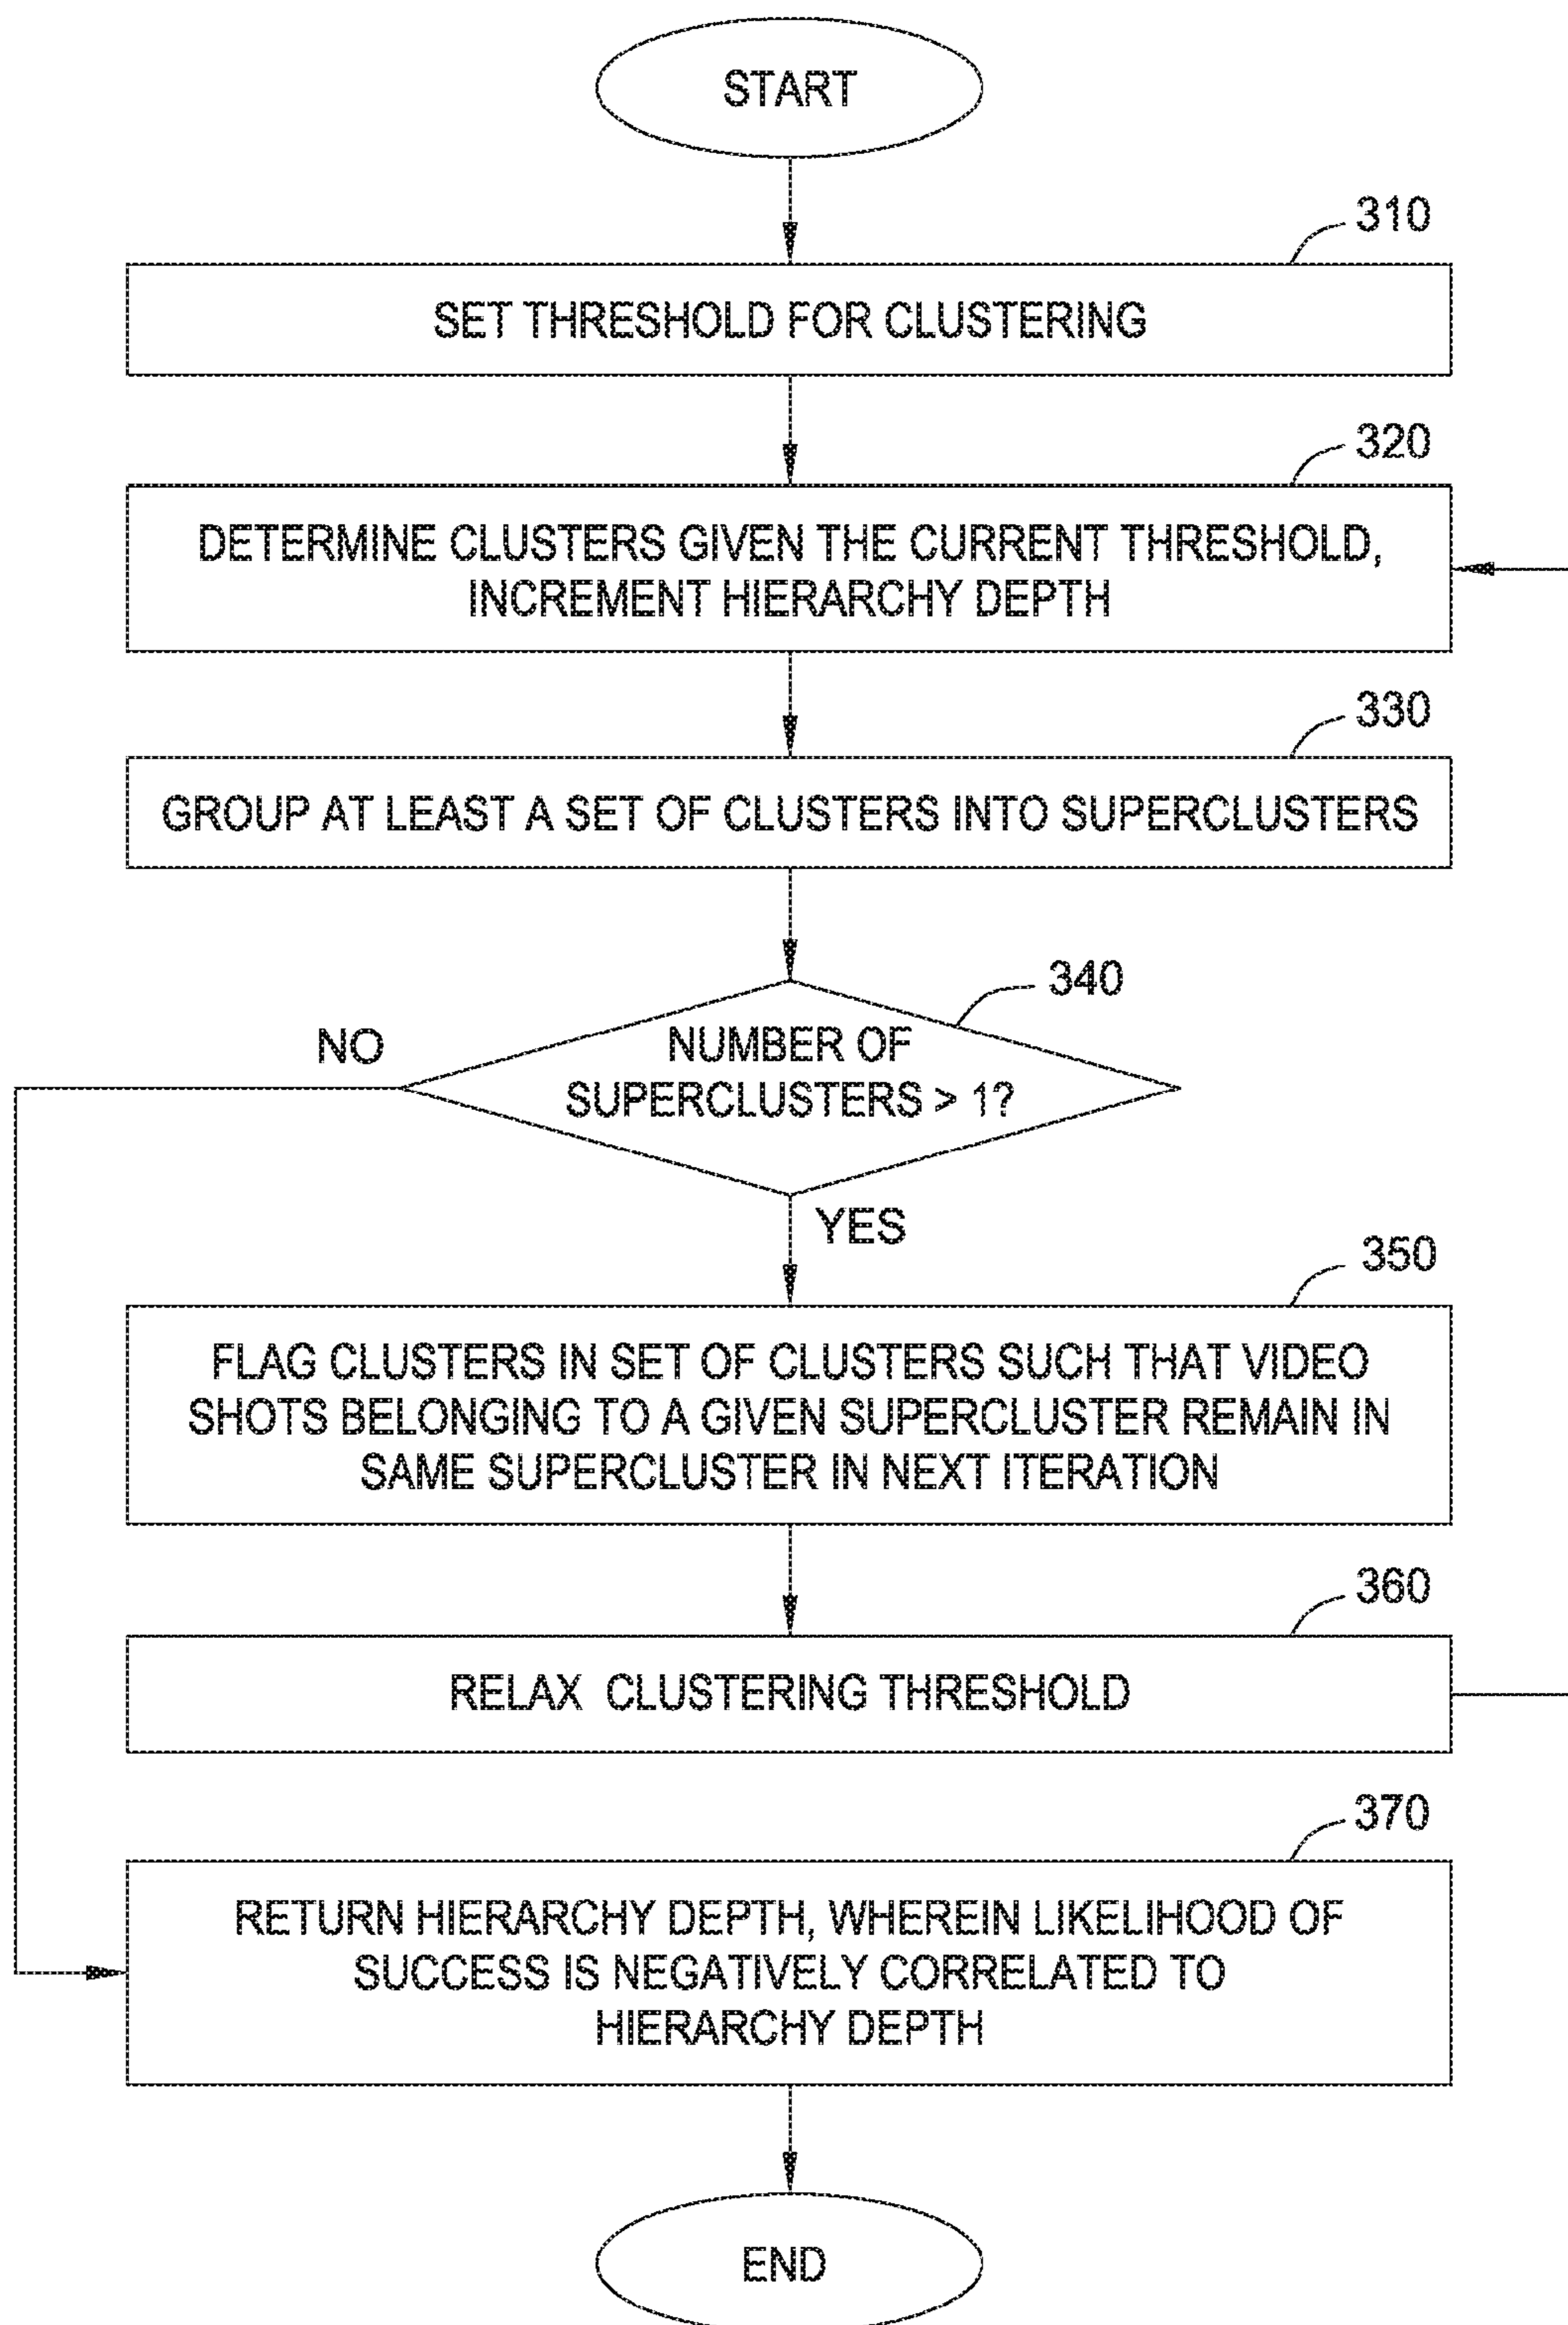 START
310
SET THRESHOLD FOR CLUSTERING
320
DETERMINE CLUSTERS GIVEN THE CURRENT THRESHOLD,
INCREMENT HIERARCHY DEPTH
330
GROUP AT LEAST A SET OF CLUSTERS INTO SUPERCLUSTERS
340
NO
NUMBER OF
SUPERCLUSTERS > 1?
YES
350
FLAG CLUSTERS IN SET OF CLUSTERS SUCH THAT VIDEO
SHOTS BELONGING TO A GIVEN SUPERCLUSTER REMAIN IN
SAME SUPERCLUSTER IN NEXT ITERATION
360
RELAX CLUSTERING THRESHOLD
370
RETURN HIERARCHY DEPTH, WHEREIN LIKELIHOOD OF
SUCCESS IS NEGATIVELY CORRELATED TO
HIERARCHY DEPTH
END